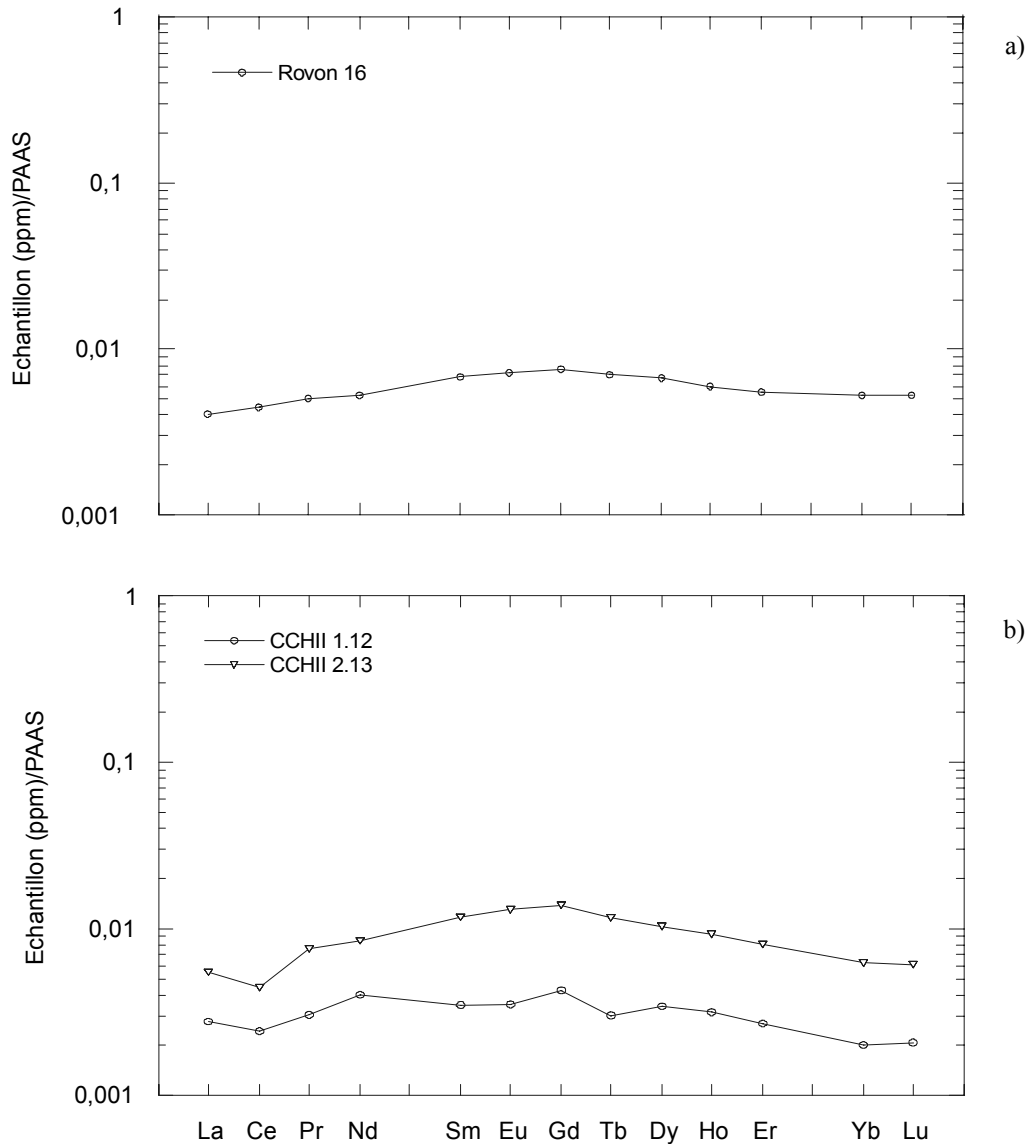 1
a)
Rovon 16
0,1
0,01
0,001
Echantillon (ppm)/PAAS
1
b)
CCHII 1.12
CCHII 2.13
0,1
0,01
0,001
Echantillon (ppm)/PAAS
La Ce Pr Nd Sm Eu Gd Tb Dy Ho Er Yb Lu